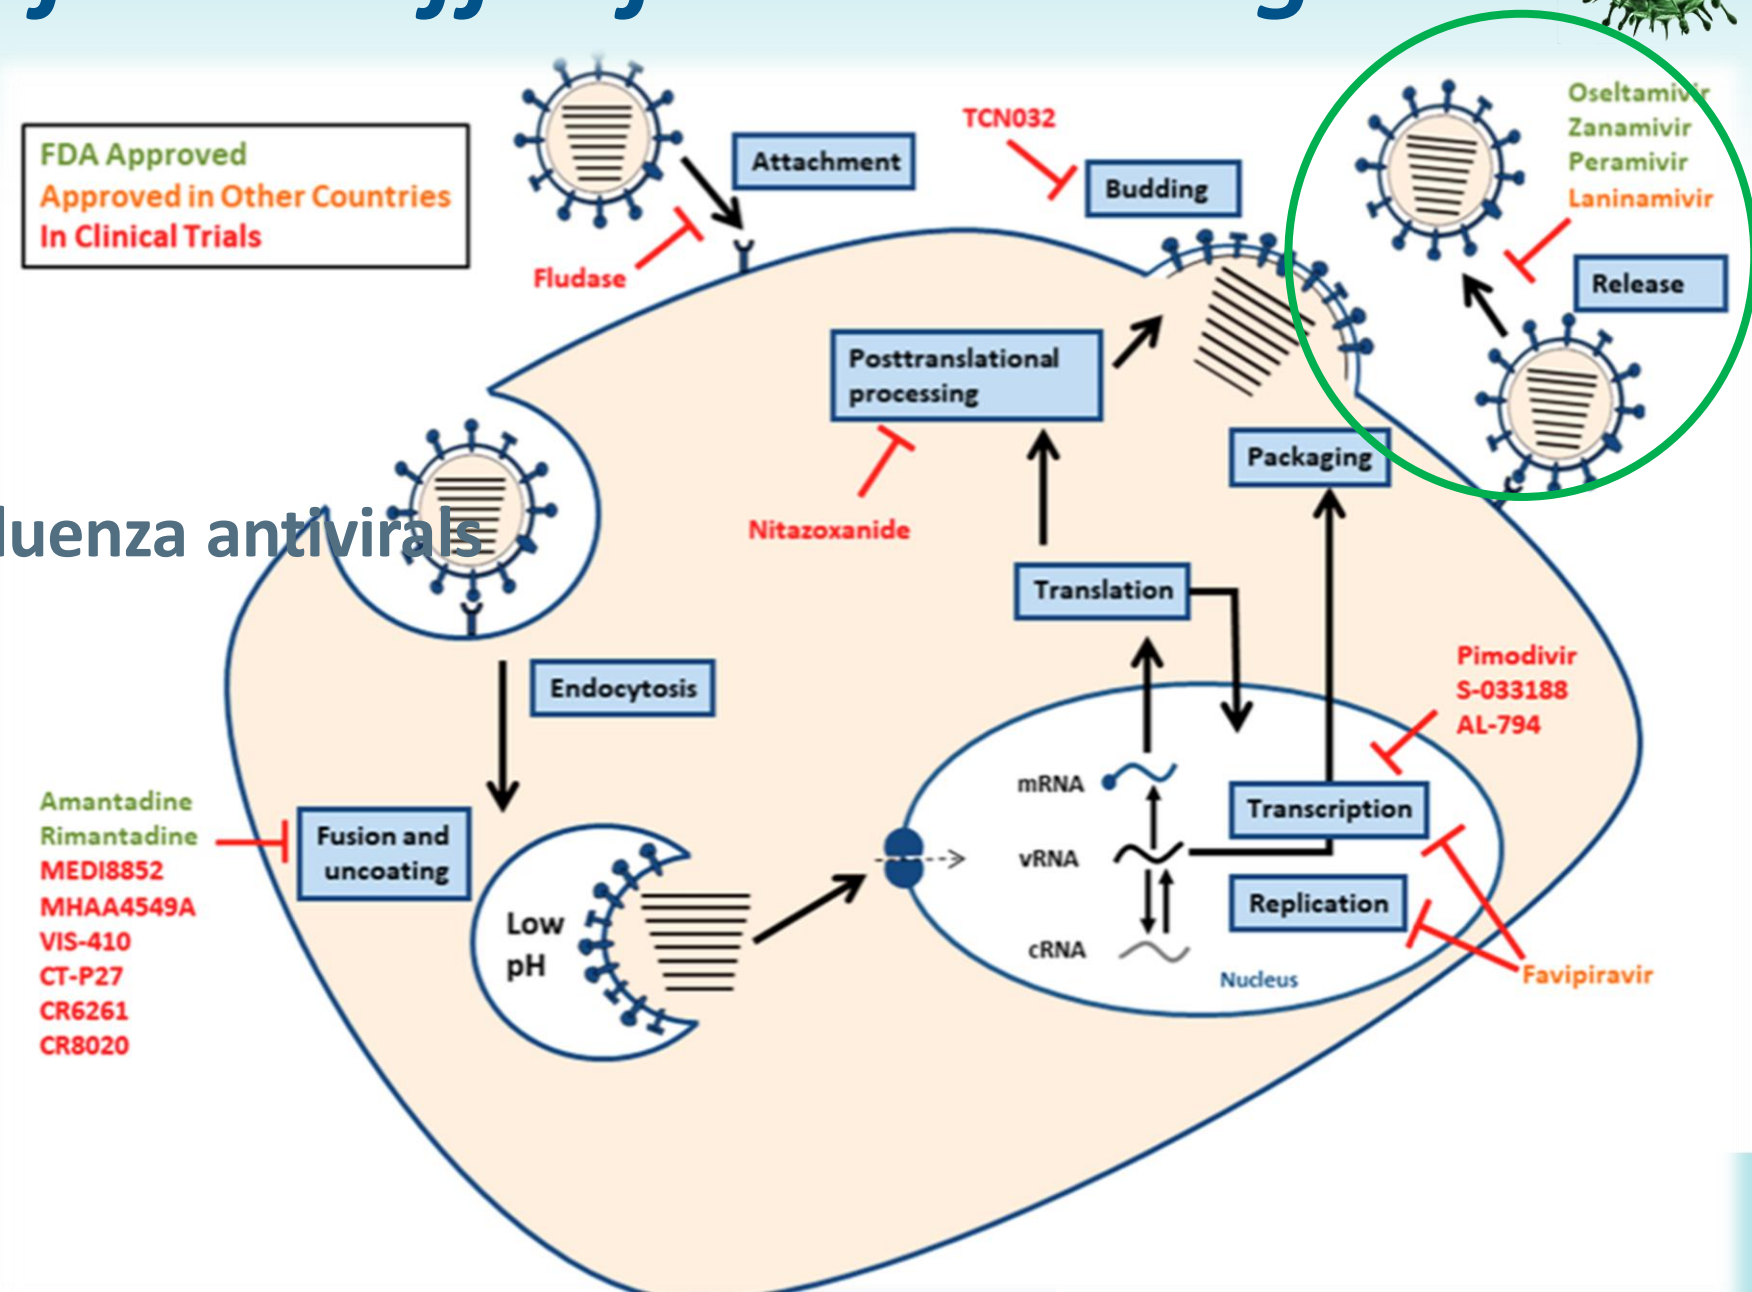 FDA Approved
Approved in Other Countries
In Clinical Trials
Attachment
Fludase
TCN032
Budding
Oseltamivir
Zanamivir
Peramivir
Laninamivir
Release
Posttranslational
processing
Packaging
Nitazoxanide
luenza antivirals
Translation
Endocytosis
Pimodivir
S-033188
AL-794
mRNA
Transcription
vRNA
Replication
cRNA
Nucleus
Favipiravir
Amantadine
Rimantadine
MEDI8852
MHAA4549A
VIS-410
CT-P27
CR6261
CR8020
Fusion and
uncoating
Low
pH